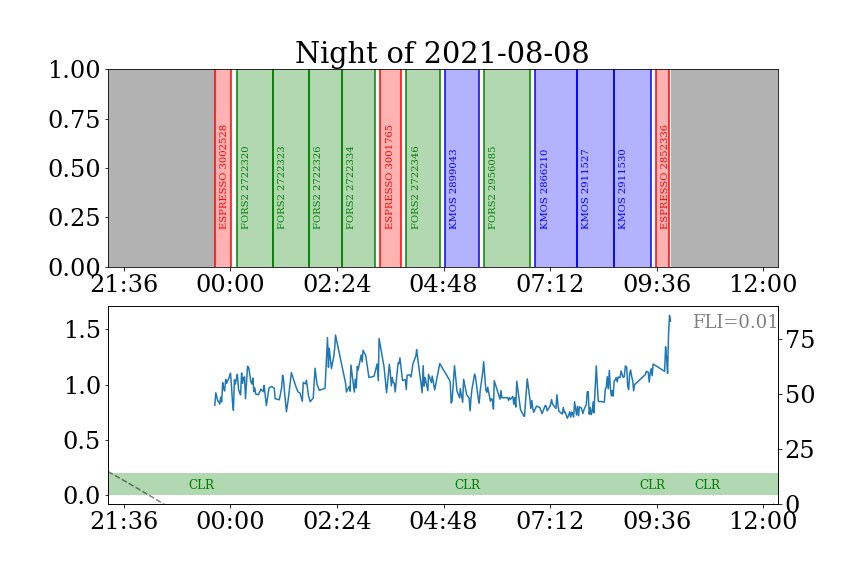 Night of 2021-08-08
1.00
0.75
0.50
0.25
0.00
ESPRESSO 3002528
FORS2 2722320
FORS2 2722323
FORS2 2722326
FORS2 2722334
ESPRESSO 3001765
FORS2 2722346
KMOS 2899043
FORS2 2956085
KMOS 2866210
KMOS 2911527
KMOS 2911530
ESPRESSO 2852336
21:36 00:00 02:24 04:48 07:12 09:36 12:00
FLI=0.01
1.5
1.0
0.5
0.0
75
50
25
0
CLR CLR CLR CLR
21:36 00:00 02:24 04:48 07:12 09:36 12:00